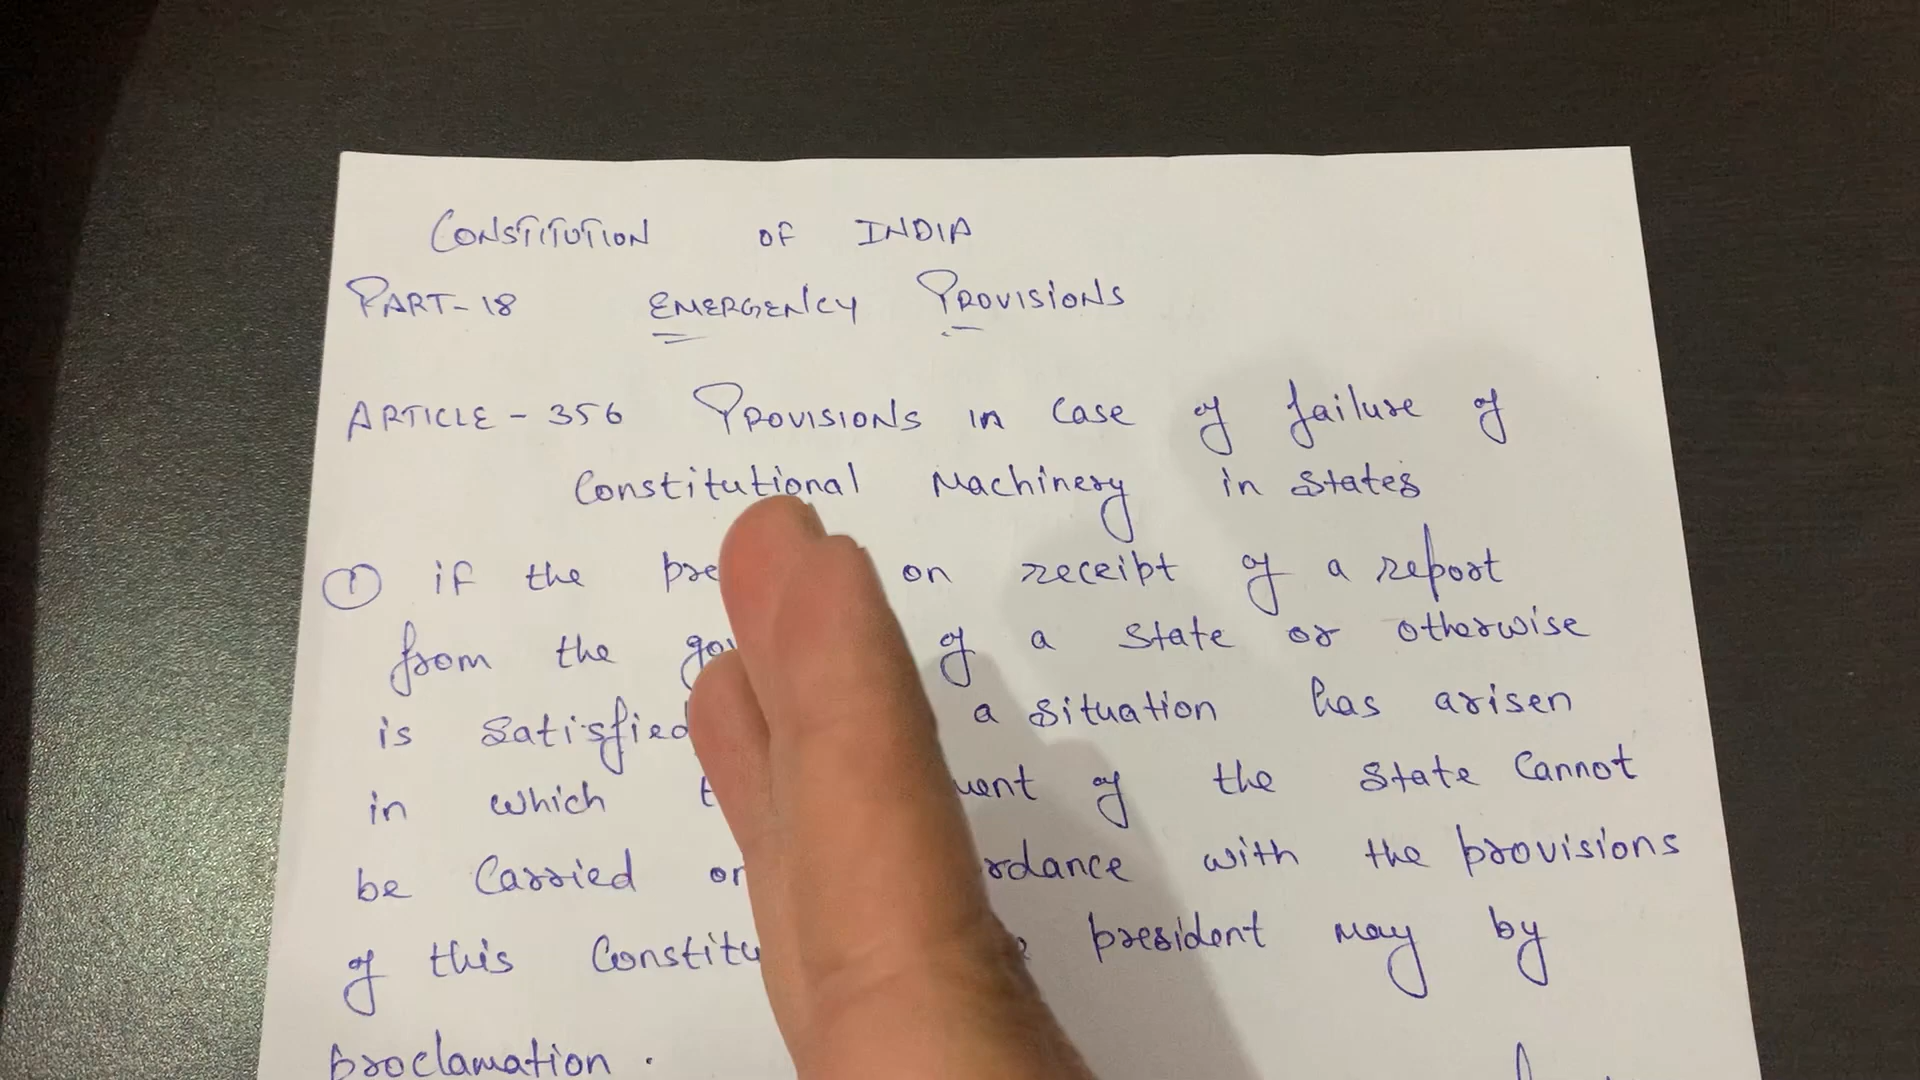 CONSTITUTION OF INDIA
PART-18 EMERGENCY PROVISIONS
ARTICLE - 356 PROVISIONS in Case of failure of
Constitutional Machinery in states
① if the on receipt of a report
from the of a State or otherwise
is satisfied a situation has arisen
in which of the State Cannot
be Carried with the provisions
of this president may by
proclamation .